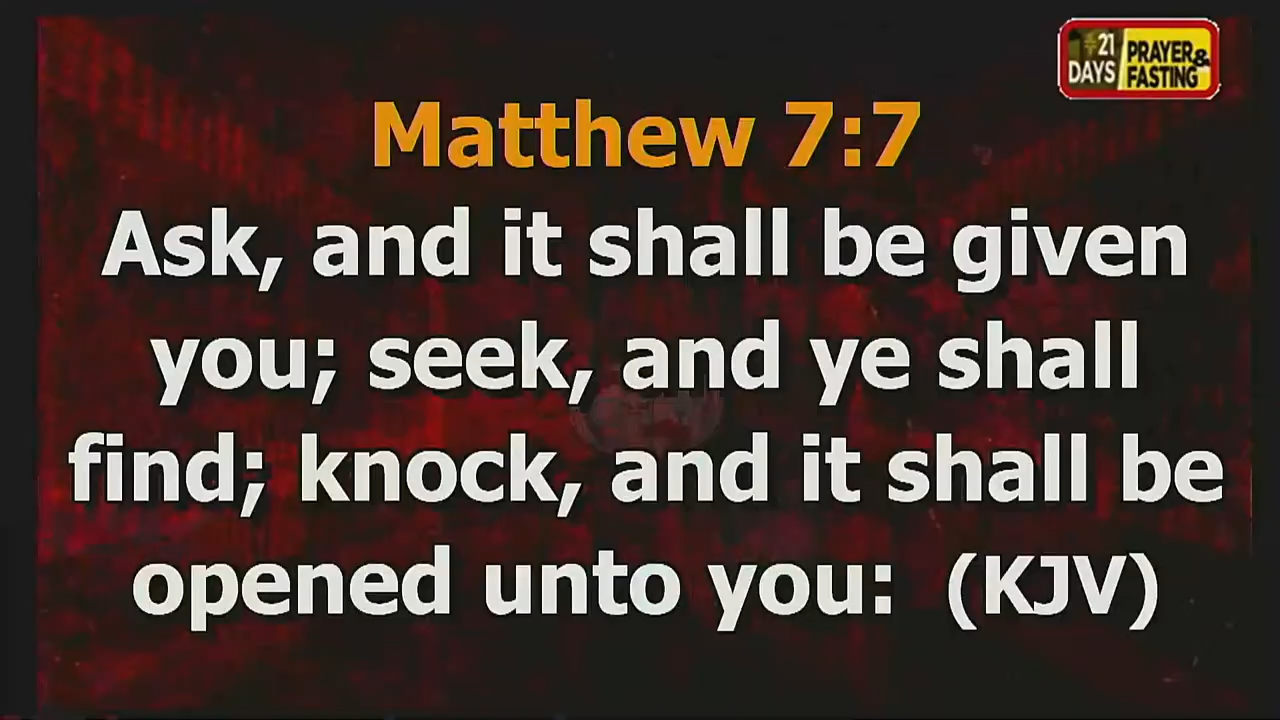 21
DAYS
PRAYER&
FASTING
Matthew 7:7
Ask, and it shall be given
you; seek, and ye shall
find; knock, and it shall be
opened unto you:  (KJV)